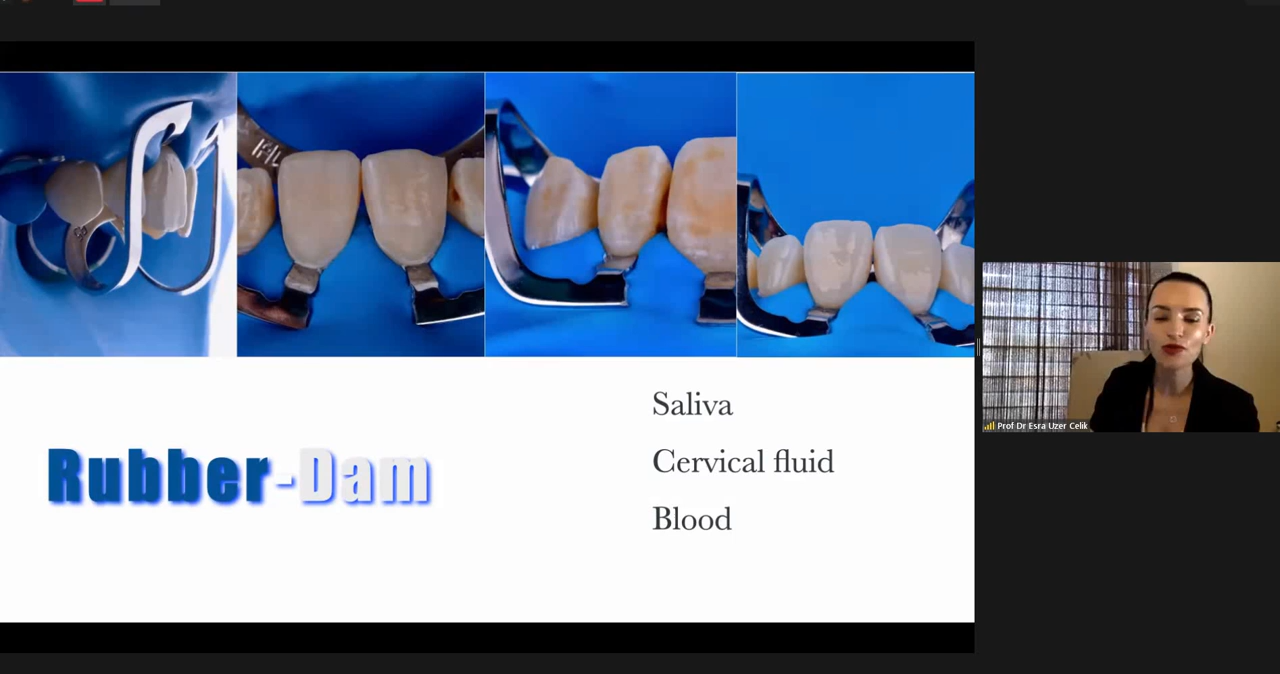 Rubber-Dam
Saliva
Cervical fluid
Blood
Prof Dr Esra Uzer Celik